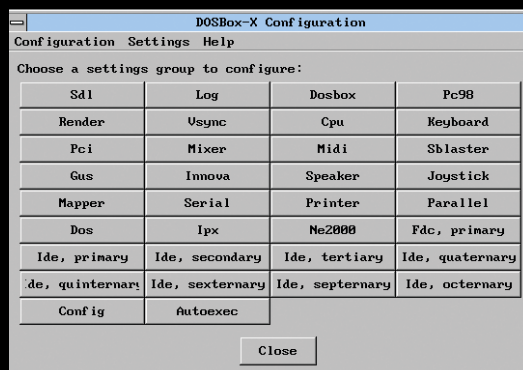 DOSBox-X Configuration
Configuration Settings Help
Choose a settings group to configure:
Sdl Log Dosbox Pc98
Render Vsync Cpu Keyboard
Pci Mixer Midi Sblaster
Gus Innova Speaker Joystick
Mapper Serial Printer Parallel
Dos Ipx Ne2000 Fdc, primary
Ide, primary Ide, secondary Ide, tertiary Ide, quaternary
de, quinternary Ide, sexternary Ide, septernary Ide, octernary
Config Autoexec
Close